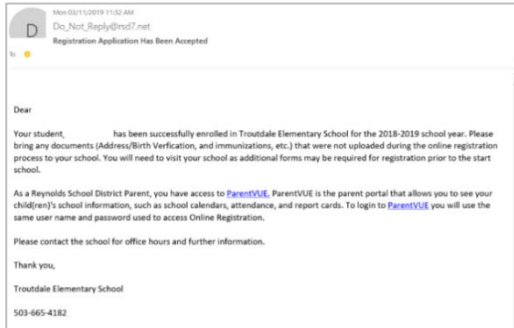 Mon 03/11/2019 11:52 AM
D
Do_Not_Reply@rsd7.net
Registration Application Has Been Accepted
To
Dear
Your student, has been successfully enrolled in Troutdale Elementary School for the 2018-2019 school year. Please
bring any documents (Address/Birth Verfication, and immunizations, etc.) that were not uploaded during the online registration
process to your school. You will need to visit your school as additional forms may be required for registration prior to the start
school.
As a Reynolds School District Parent, you have access to ParentVUE. ParentVUE is the parent portal that allows you to see your
child(ren)'s school information, such as school calendars, attendance, and report cards. To login to ParentVUE you will use the
same user name and password used to access Online Registration.
Please contact the school for office hours and further information.
Thank you,
Troutdale Elementary School
503-665-4182